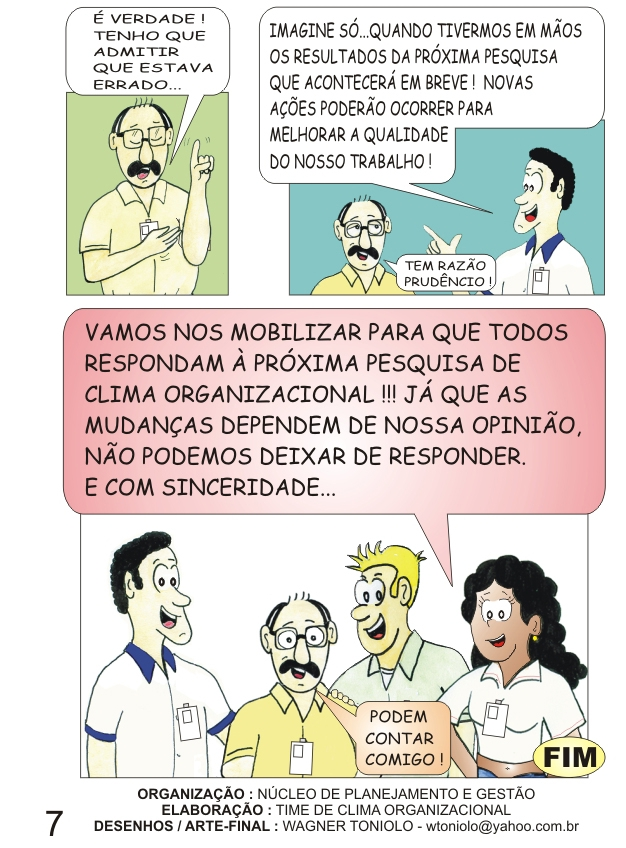 É VERDADE !
TENHO QUE
ADMITIR
QUE ESTAVA
ERRADO...
IMAGINE SÓ...QUANDO TIVERMOS EM MÃOS
OS RESULTADOS DA PRÓXIMA PESQUISA
QUE ACONTECERÁ EM BREVE ! NOVAS
AÇÕES PODERÃO OCORRER PARA
MELHORAR A QUALIDADE
DO NOSSO TRABALHO !
TEM RAZÃO
PRUDÊNCIO !
VAMOS NOS MOBILIZAR PARA QUE TODOS
RESPONDAM À PRÓXIMA PESQUISA DE
CLIMA ORGANIZACIONAL !!! JÁ QUE AS
MUDANÇAS DEPENDEM DE NOSSA OPINIÃO,
NÃO PODEMOS DEIXAR DE RESPONDER.
E COM SINCERIDADE...
PODEM
CONTAR
COMIGO !
FIM
ORGANIZAÇÃO : NÚCLEO DE PLANEJAMENTO E GESTÃO
ELABORAÇÃO : TIME DE CLIMA ORGANIZACIONAL
DESENHOS / ARTE-FINAL : WAGNER TONIOLO - wtoniolo@yahoo.com.br
7